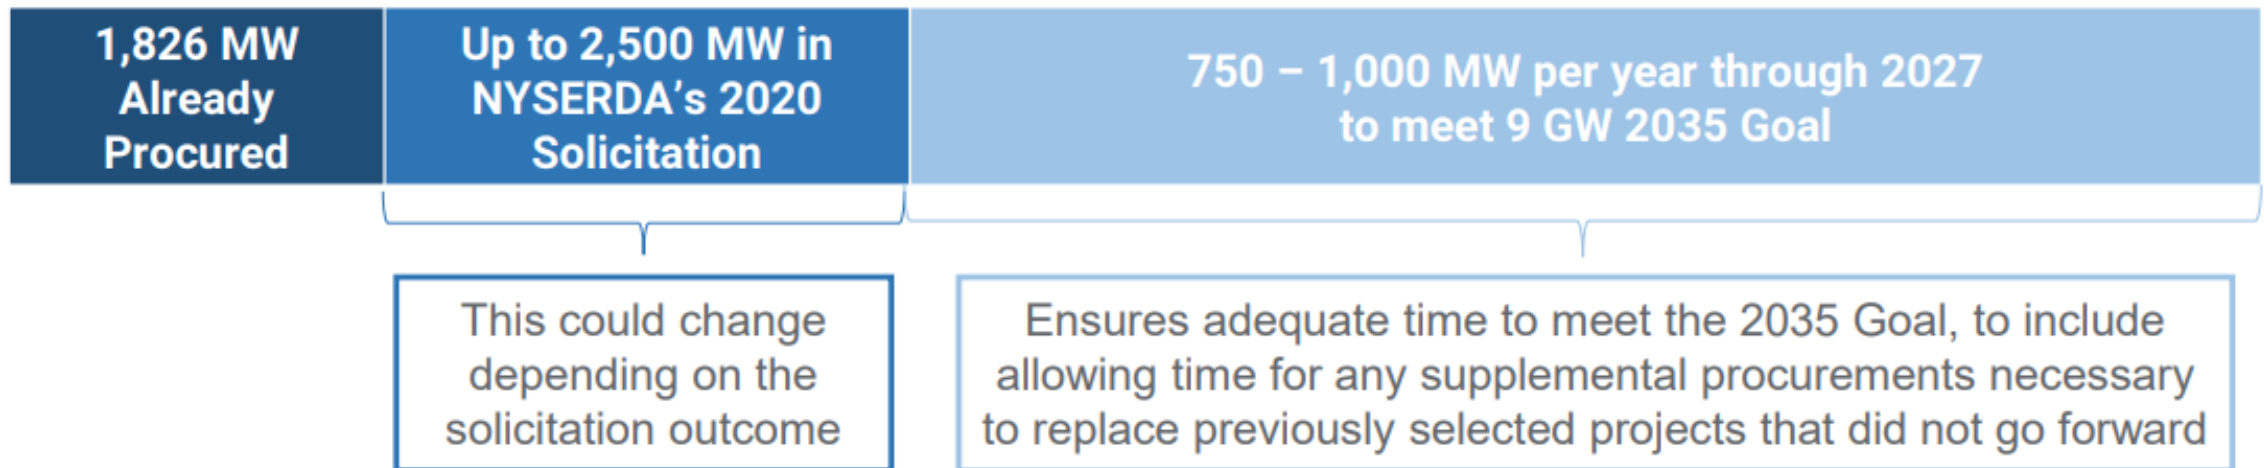 1,826 MW
Already
Procured
Up to 2,500 MW in
NYSERDA’s 2020
Solicitation
750 – 1,000 MW per year through 2027
to meet 9 GW 2035 Goal
This could change
depending on the
solicitation outcome
Ensures adequate time to meet the 2035 Goal, to include
allowing time for any supplemental procurements necessary
to replace previously selected projects that did not go forward